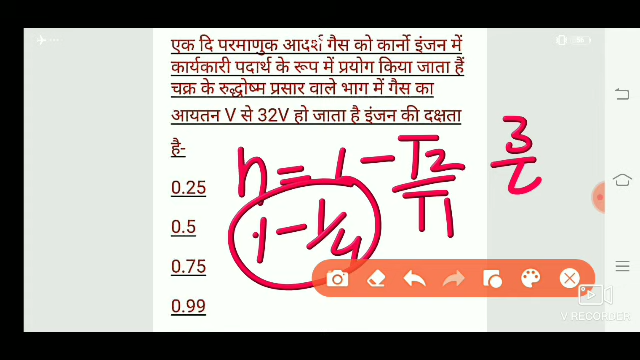 एक दि परमाणुक आदर्श गैस को कार्नो इंजन में
कार्यकारी पदार्थ के रूप में प्रयोग किया जाता हैं
चक्र के रुद्धोष्म प्रसार वाले भाग में गैस का
आयतन V से 32V हो जाता है इंजन की दक्षता
है-
η = 1 - T2/T1
3/
1 - 1/4
0.25
0.5
0.75
0.99
V RECORDER